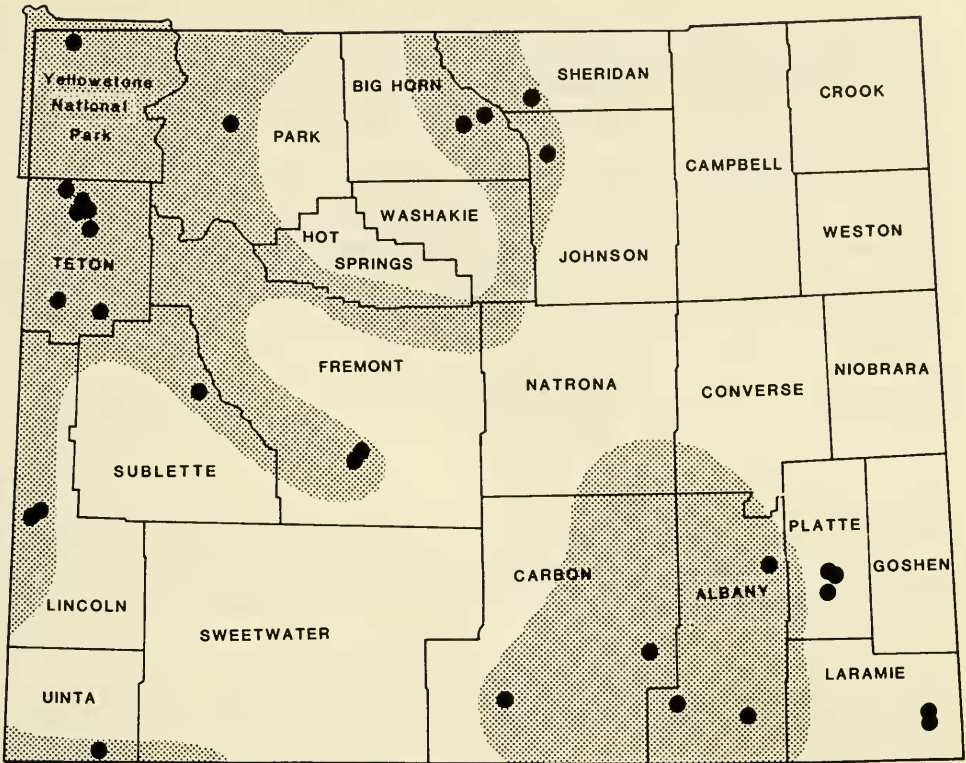 Yellowstone
National
Park
PARK
BIG HORN
SHERIDAN
CAMPBELL
CROOK
WESTON
TETON
HOT
SPRINGS
WASHAKIE
JOHNSON
FREMONT
NATRONA
CONVERSE
NIOBRARA
SUBLETTE
LINCOLN
SWEETWATER
CARBON
ALBANY
PLATTE
GOSHEN
UINTA
LARAMIE